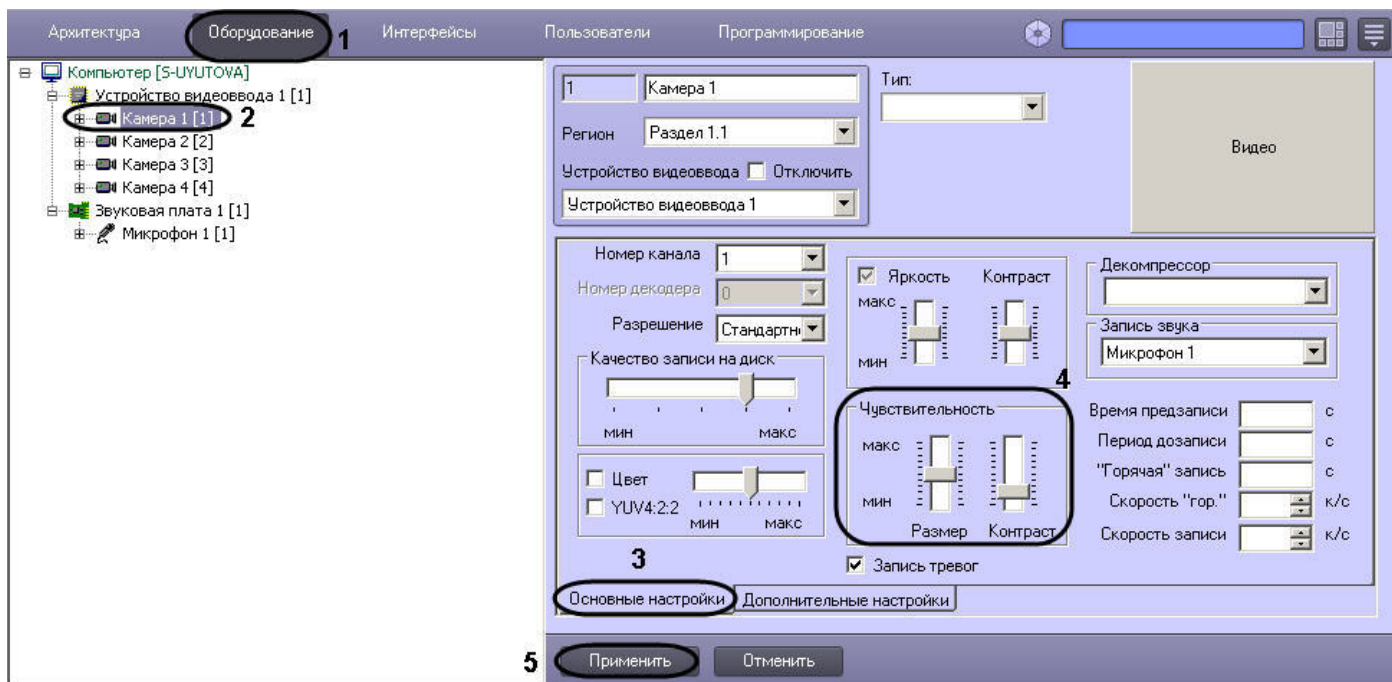 Архитектура Оборудование 1 Интерфейсы Пользователи Программирование
Компьютер [S-UYUTOVA]
Устройство видеоввода 1 [1]
Камера 1 [1] 2
Камера 2 [2]
Камера 3 [3]
Камера 4 [4]
Звуковая плата 1 [1]
Микрофон 1 [1]
1 Камера 1
Регион Раздел 1.1
Устройство видеоввода Отключить
Устройство видеоввода 1
Тип:
Видео
Номер канала 1
Номер декодера 0
Разрешение
Качество записи на диск
мин макс
Цвет
YUV4:2:2
мин макс
3
Яркость Контраст
макс
мин
4
Чувствительность
макс
мин
Размер Контраст
Запись тревог
Декомпрессор
Запись звука
Микрофон 1
Время предзаписи с
Период дозаписи с
"Горячая" запись с
Скорость "гор." к/с
Скорость записи к/с
Основные настройки Дополнительные настройки
5 Применить Отменить